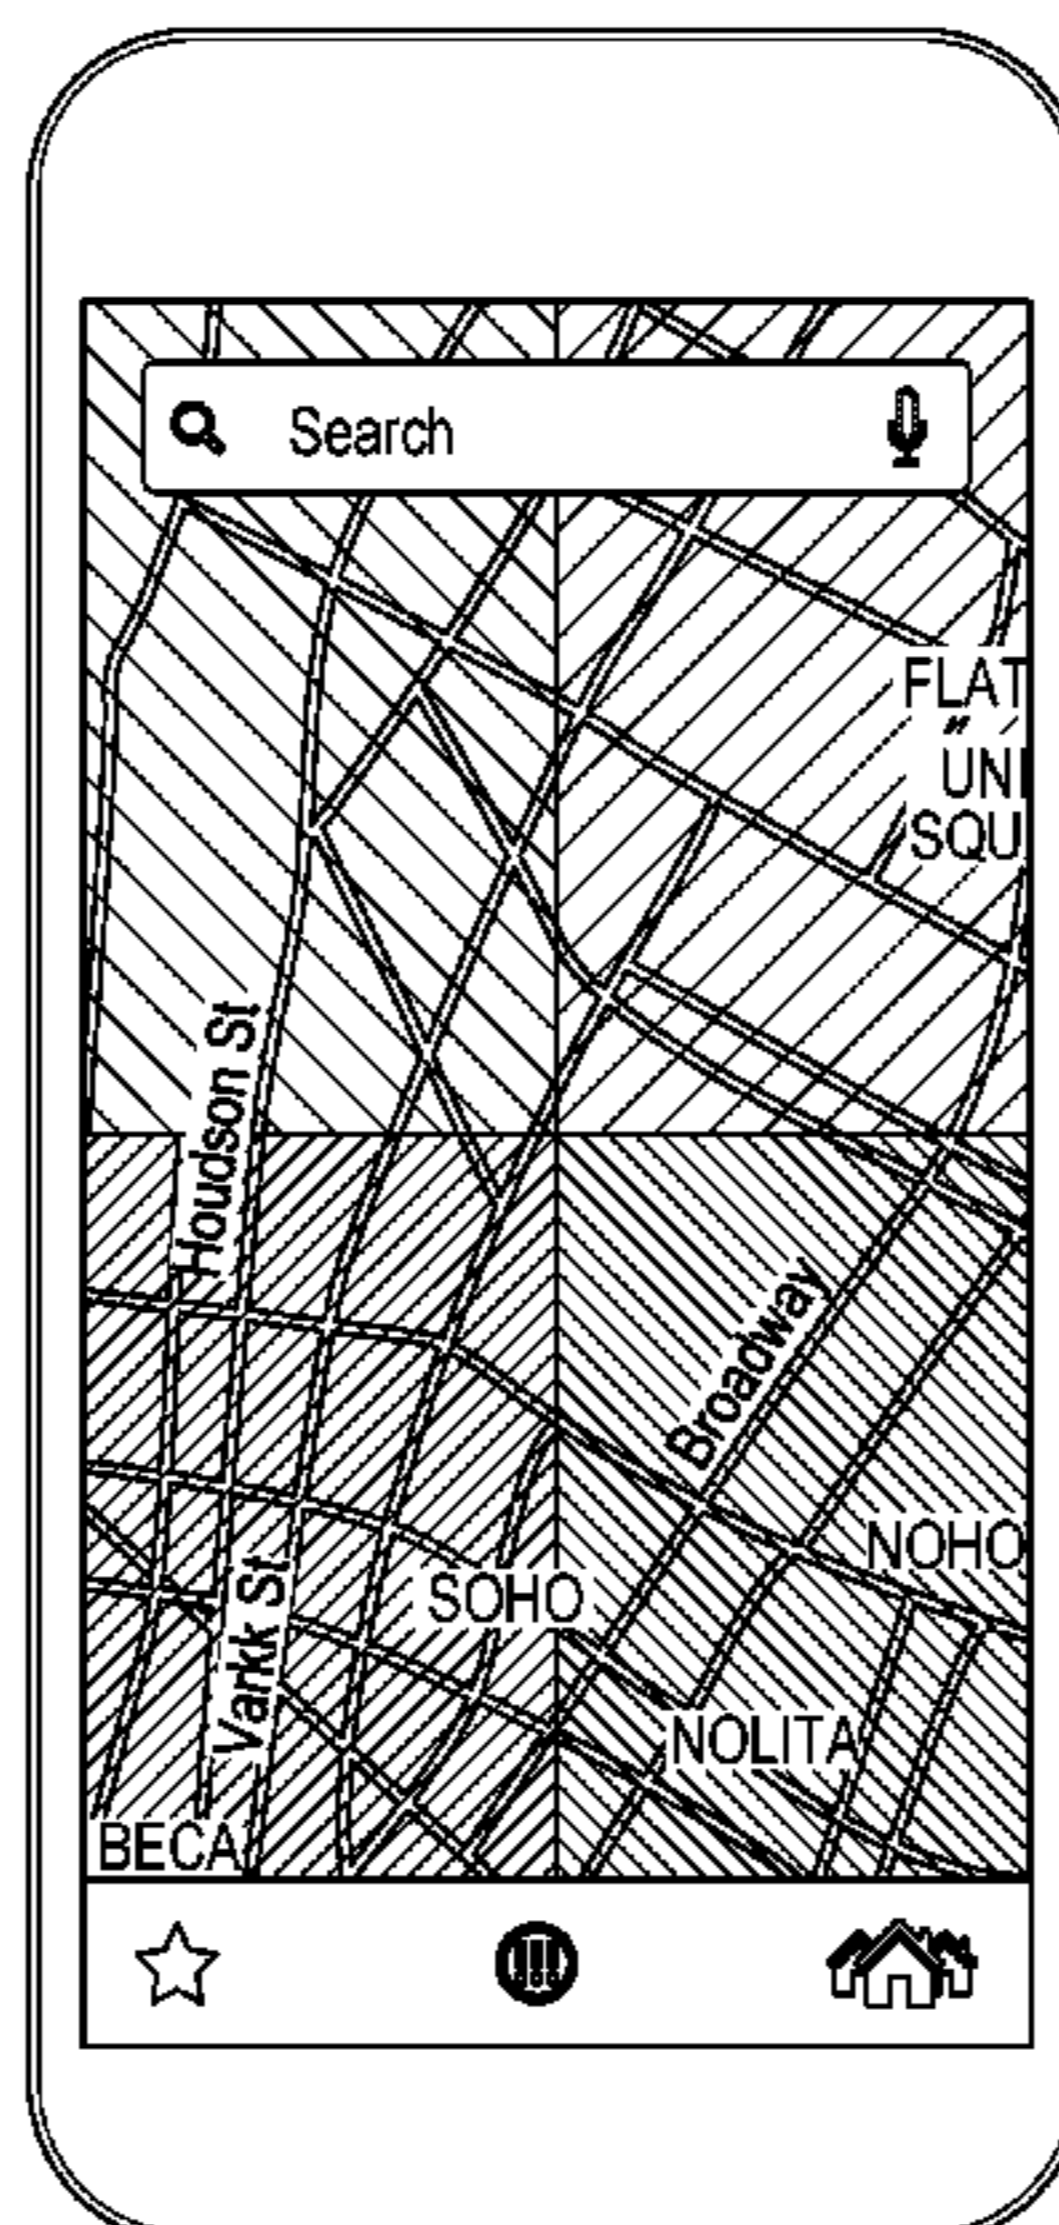 Search
FLAT
UNI
SQU
Houdson St
Broadway
NOHO
SOHO
Varkk St
NOLITA
BECA